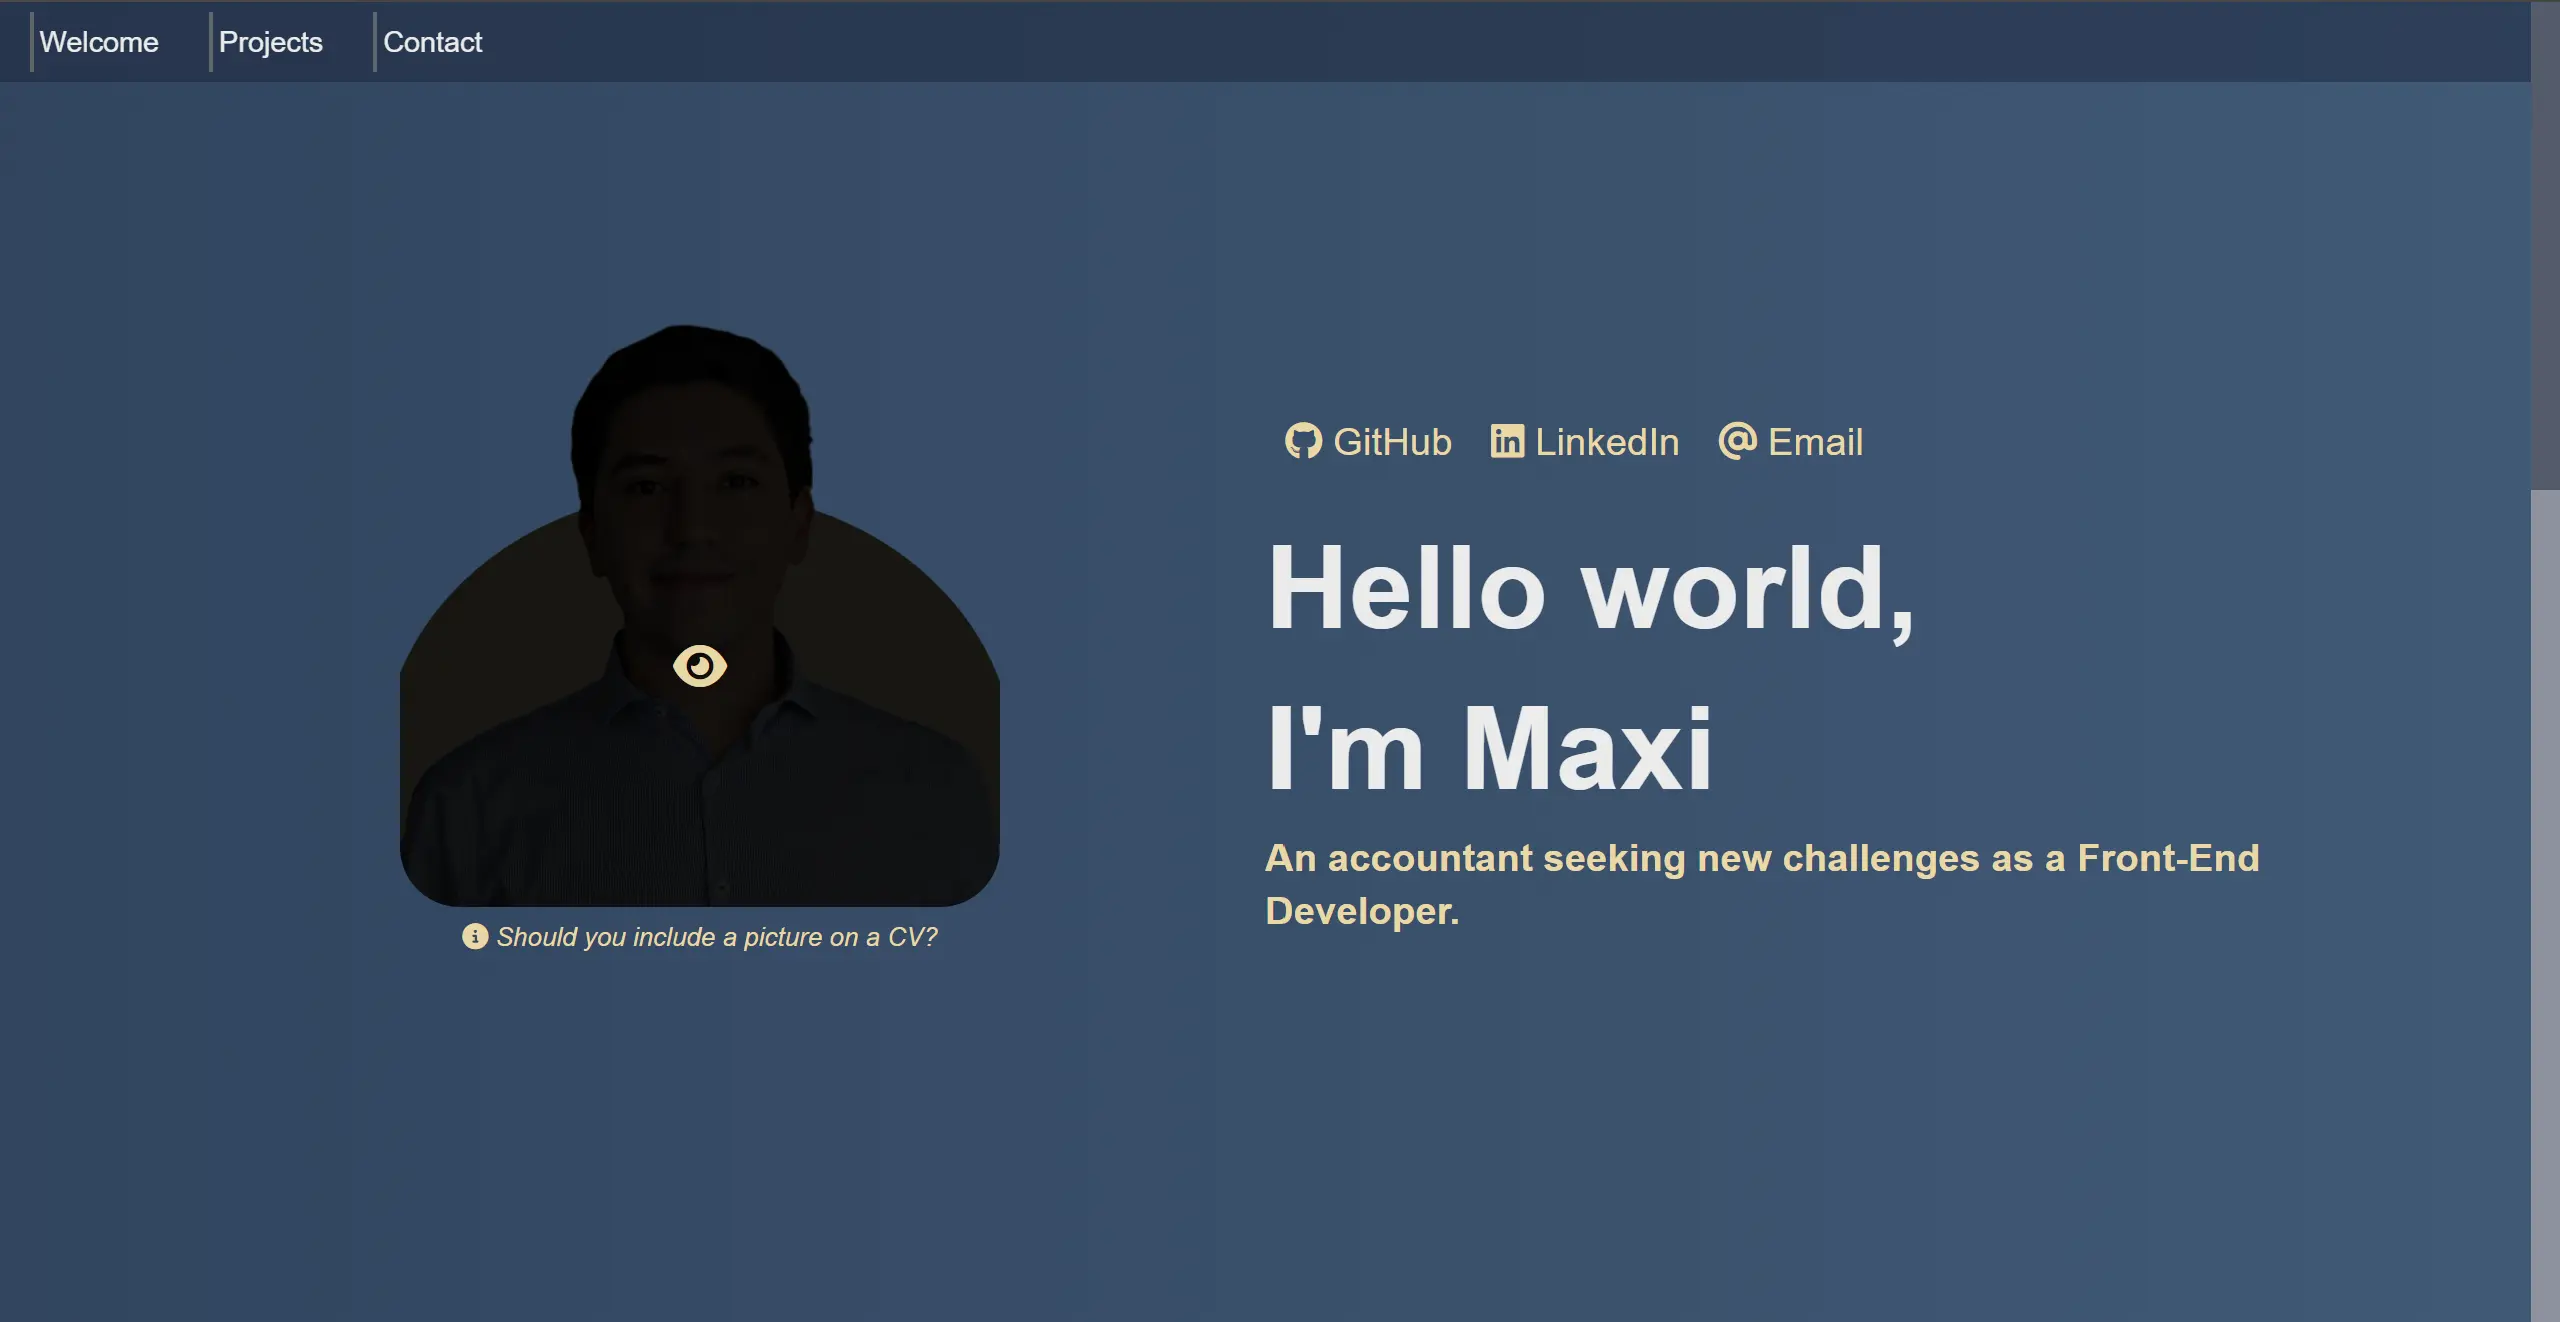 Welcome
Projects
Contact
GitHub
LinkedIn
Email
Hello world,
I'm Maxi
An accountant seeking new challenges as a Front-End
Developer.
Should you include a picture on a CV?